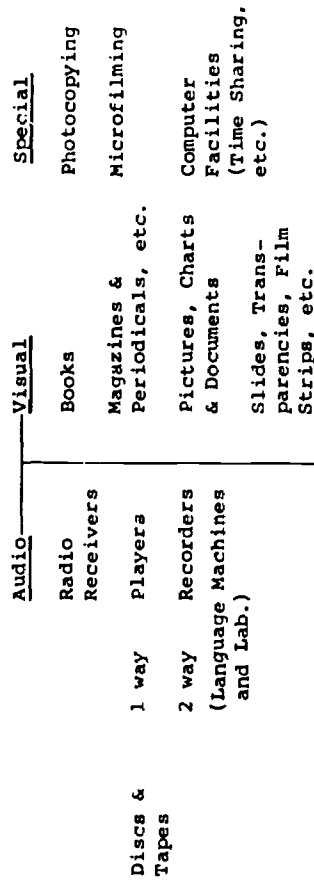 Audio Visual Special
Radio Receivers Books Photocopying
Magazines & Microfilming
Discs & 1 way Players Periodicals, etc.
Tapes
2 way Recorders Pictures, Charts Computer
(Language Machines & Documents Facilities
and Lab.) (Time Sharing,
Slides, Trans- etc.)
parencies, Film
Strips, etc.